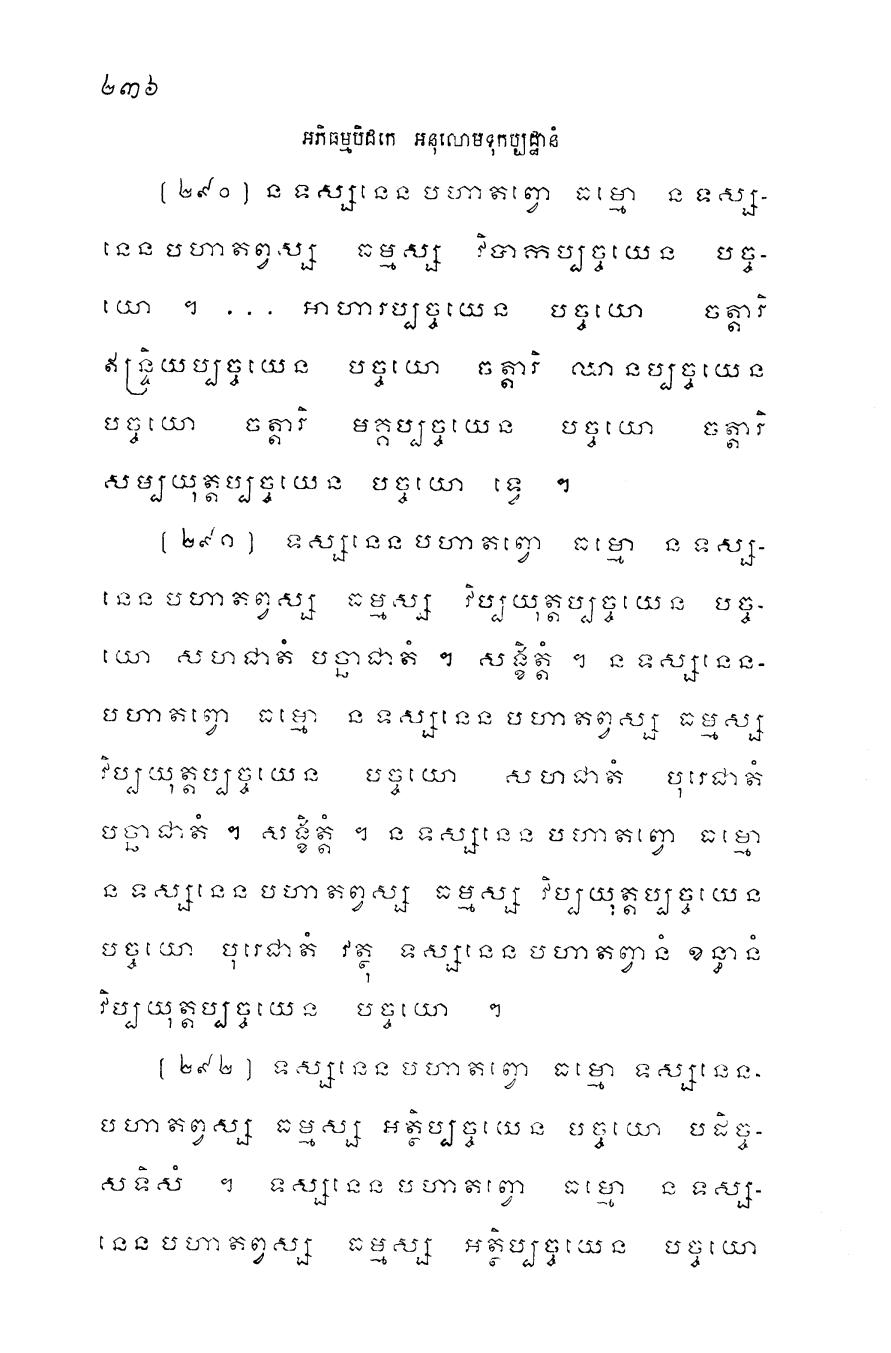 ២៣៦
អភិធម្មបិដកេ អនុលោមទុកប្បដ្ឋានំ
(២៩០) ន ទស្សនេន បហាតព្វោ ធម្មោ ន ទស្ស-
នេន បហាតព្វស្ស ធម្មស្ស វិបាកប្បច្ចយេន បច្ច-
យោ ។ ... អាហារប្បច្ចយេន បច្ចយោ ចត្តារិ
ឥន្ទ្រិយប្បច្ចយេន បច្ចយោ ចត្តារិ ឈានប្បច្ចយេន
បច្ចយោ ចត្តារិ មគ្គប្បច្ចយេន បច្ចយោ ចត្តារិ
សម្បយុត្តប្បច្ចយេន បច្ចយោ ទ្វេ ។
(២៩១) ទស្សនេន បហាតព្វោ ធម្មោ ន ទស្ស-
នេន បហាតព្វស្ស ធម្មស្ស វិប្បយុត្តប្បច្ចយេន បច្ច-
យោ សហជាតំ បច្ឆាជាតំ ។ សង្ខិត្តំ ។ ន ទស្សនេន-
បហាតព្វោ ធម្មោ ន ទស្សនេន បហាតព្វស្ស ធម្មស្ស
វិប្បយុត្តប្បច្ចយេន បច្ចយោ សហជាតំ បុរេជាតំ
បច្ឆាជាតំ ។ សង្ខិត្តំ ។ ន ទស្សនេន បហាតព្វោ ធម្មោ
ន ទស្សនេន បហាតព្វស្ស ធម្មស្ស វិប្បយុត្តប្បច្ចយេន
បច្ចយោ បុរេជាតំ វត្ថុ ទស្សនេន បហាតព្វានំ ខន្ធានំ
វិប្បយុត្តប្បច្ចយេន បច្ចយោ ។
(២៩២) ទស្សនេន បហាតព្វោ ធម្មោ ទស្សនេន-
បហាតព្វស្ស ធម្មស្ស អត្ថិប្បច្ចយេន បច្ចយោ បដិច្ច-
សទិសំ ។ ទស្សនេន បហាតព្វោ ធម្មោ ន ទស្ស-
នេន បហាតព្វស្ស ធម្មស្ស អត្ថិប្បច្ចយេន បច្ចយោ